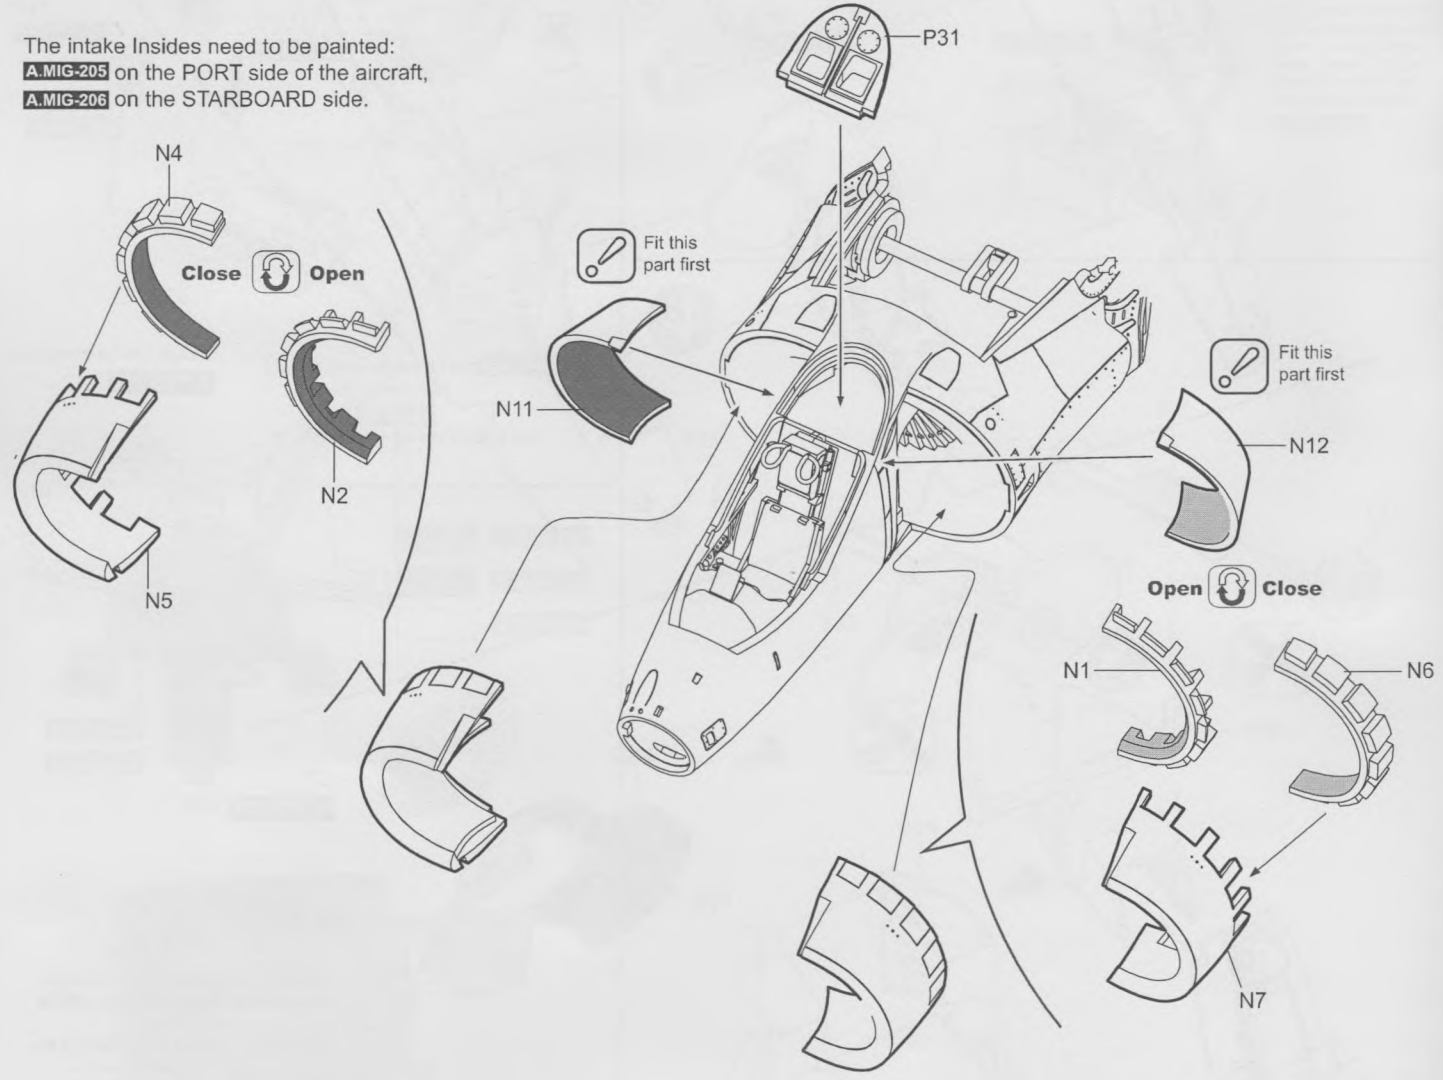 The intake Insides need to be painted:
A.MIG-205 on the PORT side of the aircraft,
A.MIG-206 on the STARBOARD side.
P31
N4
Close Open
N2
N5
Fit this
part first
N11
Fit this
part first
N12
Open Close
N1
N6
N7